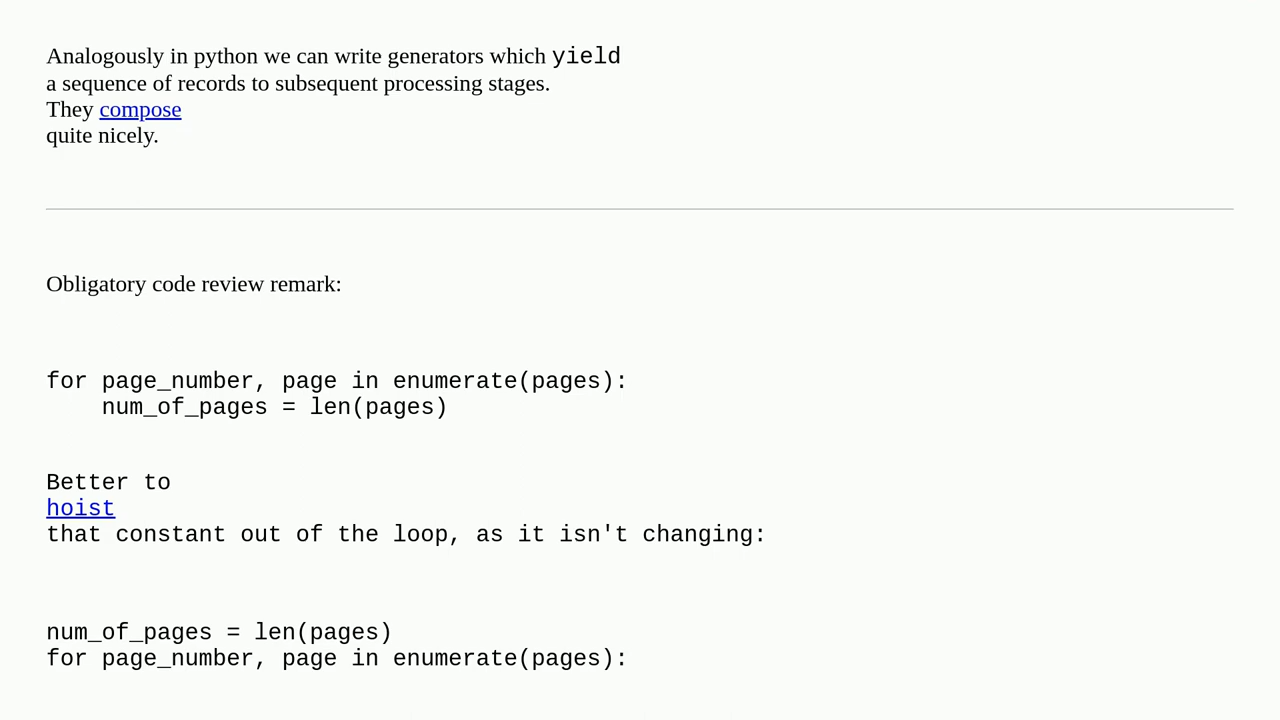 Analogously in python we can write generators which yield
a sequence of records to subsequent processing stages.
They compose
quite nicely.
Obligatory code review remark:
for page_number, page in enumerate(pages):
    num_of_pages = len(pages)
Better to
hoist
that constant out of the loop, as it isn't changing:
num_of_pages = len(pages)
for page_number, page in enumerate(pages):